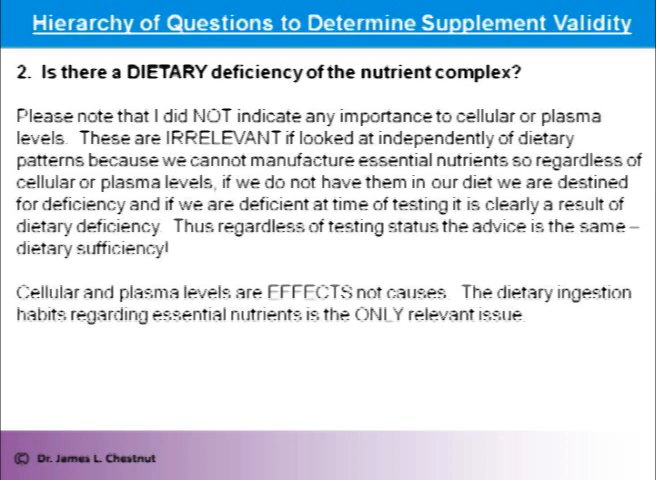 Hierarchy of Questions to Determine Supplement Validity
2. Is there a DIETARY deficiency of the nutrient complex?
Please note that I did NOT indicate any importance to cellular or plasma
levels. These are IRRELEVANT if looked at independently of dietary
patterns because we cannot manufacture essential nutrients so regardless of
cellular or plasma levels, if we do not have them in our diet we are destined
for deficiency and if we are deficient at time of testing it is clearly a result of
dietary deficiency. Thus regardless of testing status the advice is the same –
dietary sufficiency!
Cellular and plasma levels are EFFECTS not causes. The dietary ingestion
habits regarding essential nutrients is the ONLY relevant issue.
© Dr. James L. Chestnut